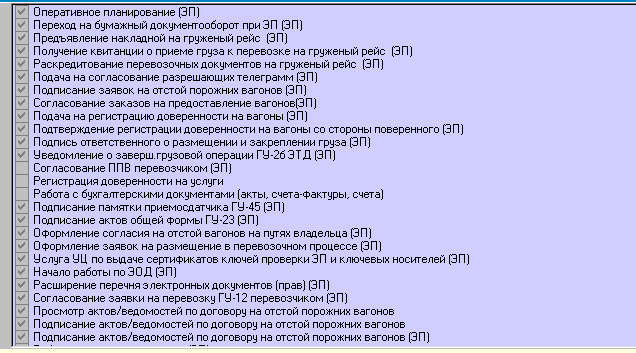 Оперативное планирование (ЭП)
Переход на бумажный документооборот при ЭП (ЭП)
Предъявление накладной на груженый рейс (ЭП)
Получение квитанции о приеме груза к перевозке на груженый рейс (ЭП)
Раскредитование перевозочных документов на груженый рейс (ЭП)
Подача на согласование разрешающих телеграмм (ЭП)
Подписание заявок на отстой порожних вагонов (ЭП)
Согласование заказов на предоставление вагонов(ЭП)
Подача на регистрацию доверенности на вагоны (ЭП)
Подтверждение регистрации доверенности на вагоны со стороны поверенного (ЭП)
Подпись ответственного о размещении и закреплении груза (ЭП)
Уведомление о заверш.грузовой операции ГУ-2б ЭТД (ЭП)
Согласование ППВ перевозчиком (ЭП)
Регистрация доверенности на услуги
Работа с бухгалтерскими документами (акты, счета-фактуры, счета)
Подписание памятки приемосдатчика ГУ-45 (ЭП)
Подписание актов общей формы ГУ-23 (ЭП)
Оформление согласия на отстой вагонов на путях владельца (ЭП)
Оформление заявок на размещение в перевозочном процессе (ЭП)
Услуга УЦ по выдаче сертификатов ключей проверки ЭП и ключевых носителей (ЭП)
Начало работы по ЭОД (ЭП)
Расширение перечня электронных документов (прав) (ЭП)
Согласование заявки на перевозку ГУ-12 перевозчиком (ЭП)
Просмотр актов/ведомостей по договору на отстой порожних вагонов
Подписание актов/ведомостей по договору на отстой порожних вагонов
Подписание актов/ведомостей по договору на отстой порожних вагонов (ЭП)